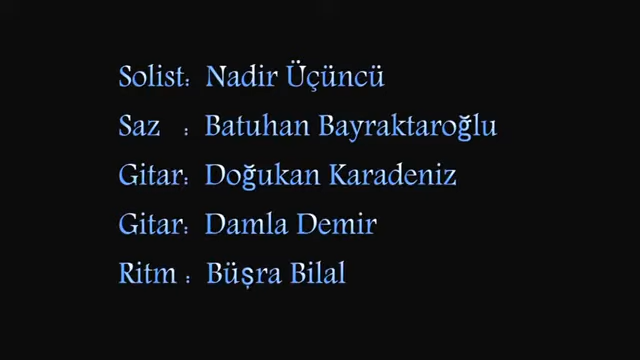 Solist: Nadir Üçüncü
Saz : Batuhan Bayraktaroğlu
Gitar: Doğukan Karadeniz
Gitar: Damla Demir
Ritm : Büşra Bilal